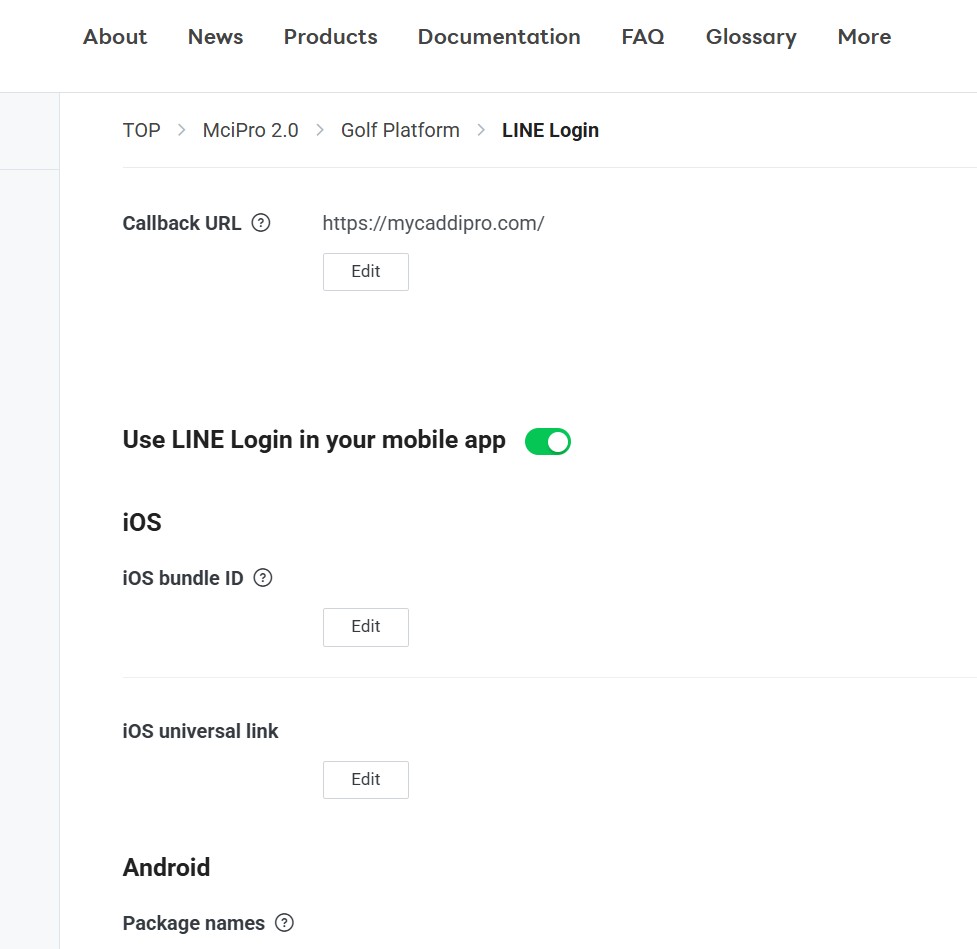 About News Products Documentation FAQ Glossary More
TOP > MciPro 2.0 > Golf Platform > LINE Login
Callback URL ? https://mycaddipro.com/
Edit
Use LINE Login in your mobile app
iOS
iOS bundle ID ?
Edit
iOS universal link
Edit
Android
Package names ?